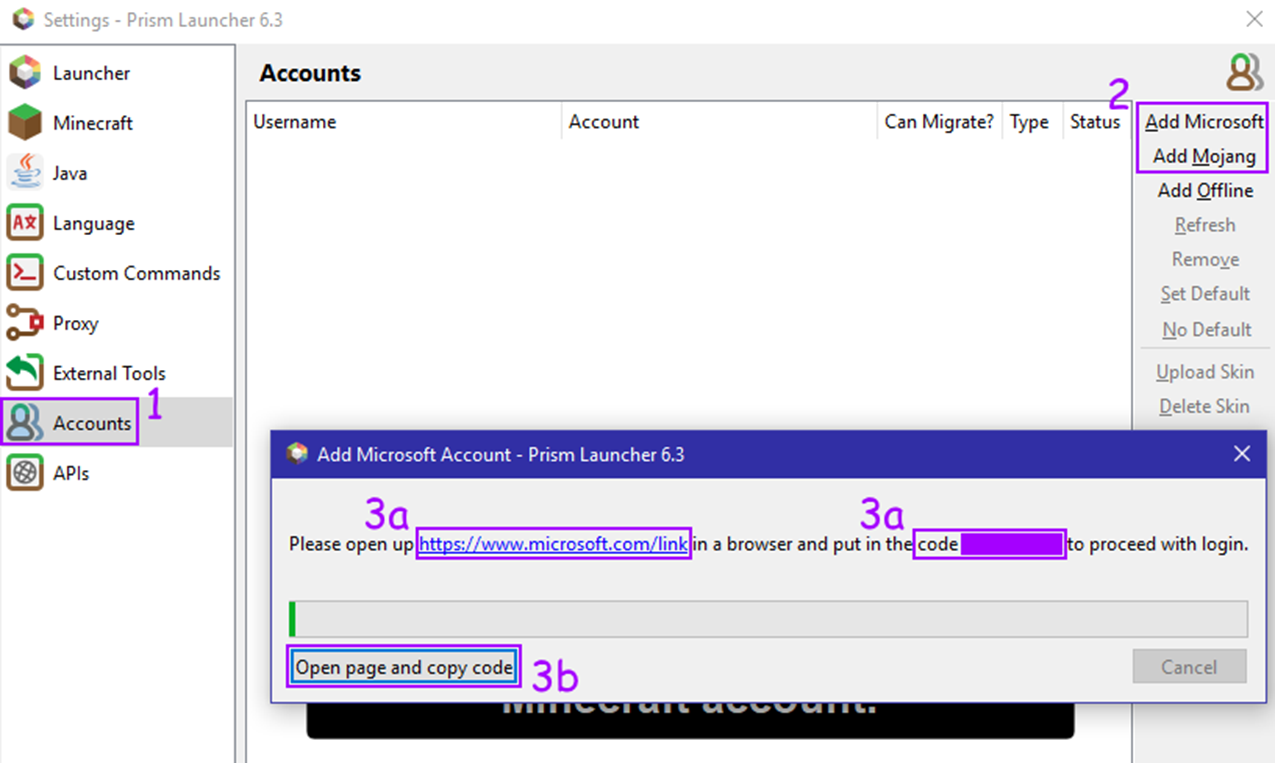 Settings - Prism Launcher 6.3
Launcher
Minecraft
Java
Language
Custom Commands
Proxy
External Tools
Accounts
1
APIs
Accounts
Username Account Can Migrate? Type Status
2
Add Microsoft
Add Mojang
Add Offline
Refresh
Remove
Set Default
No Default
Upload Skin
Delete Skin
Add Microsoft Account - Prism Launcher 6.3
3a 3a
Please open up https://www.microsoft.com/link in a browser and put in the code to proceed with login.
Open page and copy code 3b Cancel
Minecraft account.